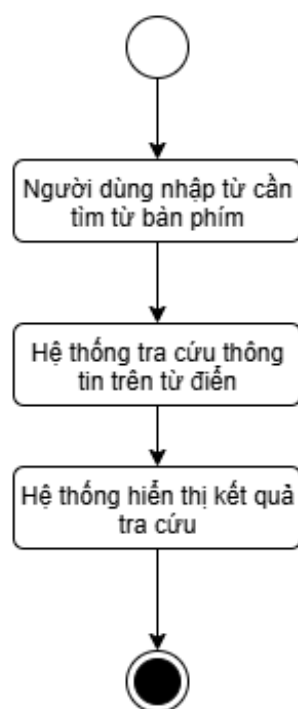 Người dùng nhập từ cần
tìm từ bàn phím
Hệ thống tra cứu thông
tin trên từ điển
Hệ thống hiển thị kết quả
tra cứu